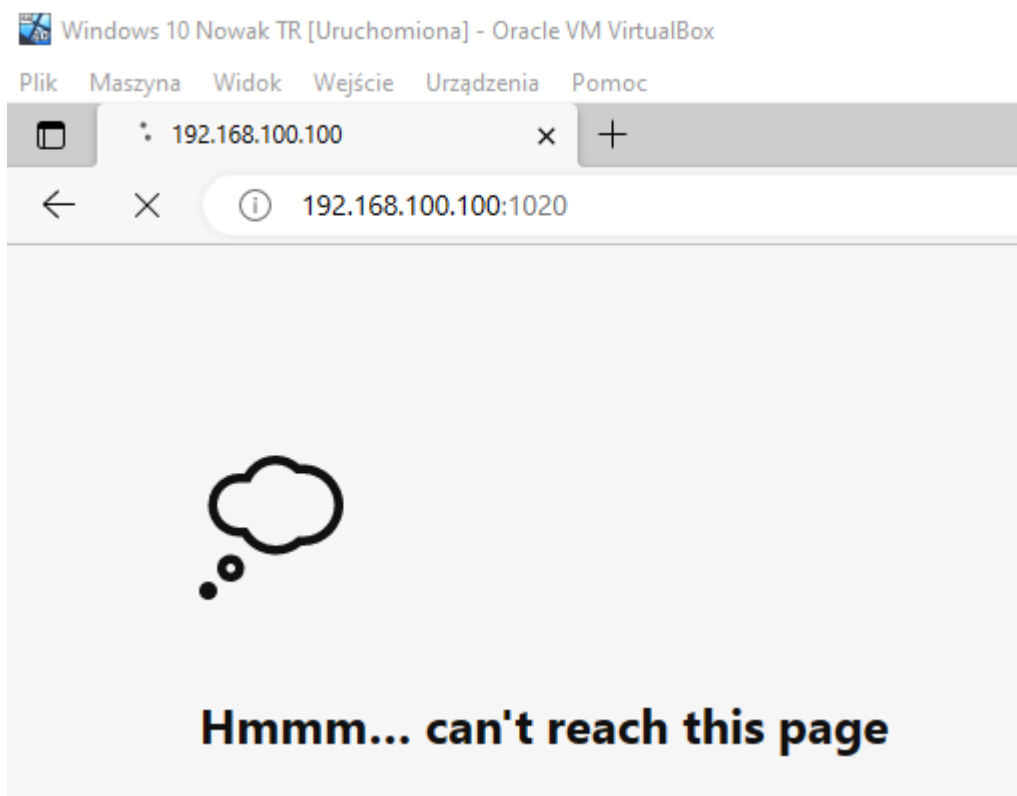 Windows 10 Nowak TR [Uruchomiona] - Oracle VM VirtualBox
Plik Maszyna Widok Wejście Urządzenia Pomoc
192.168.100.100
192.168.100.100:1020
Hmmm... can't reach this page